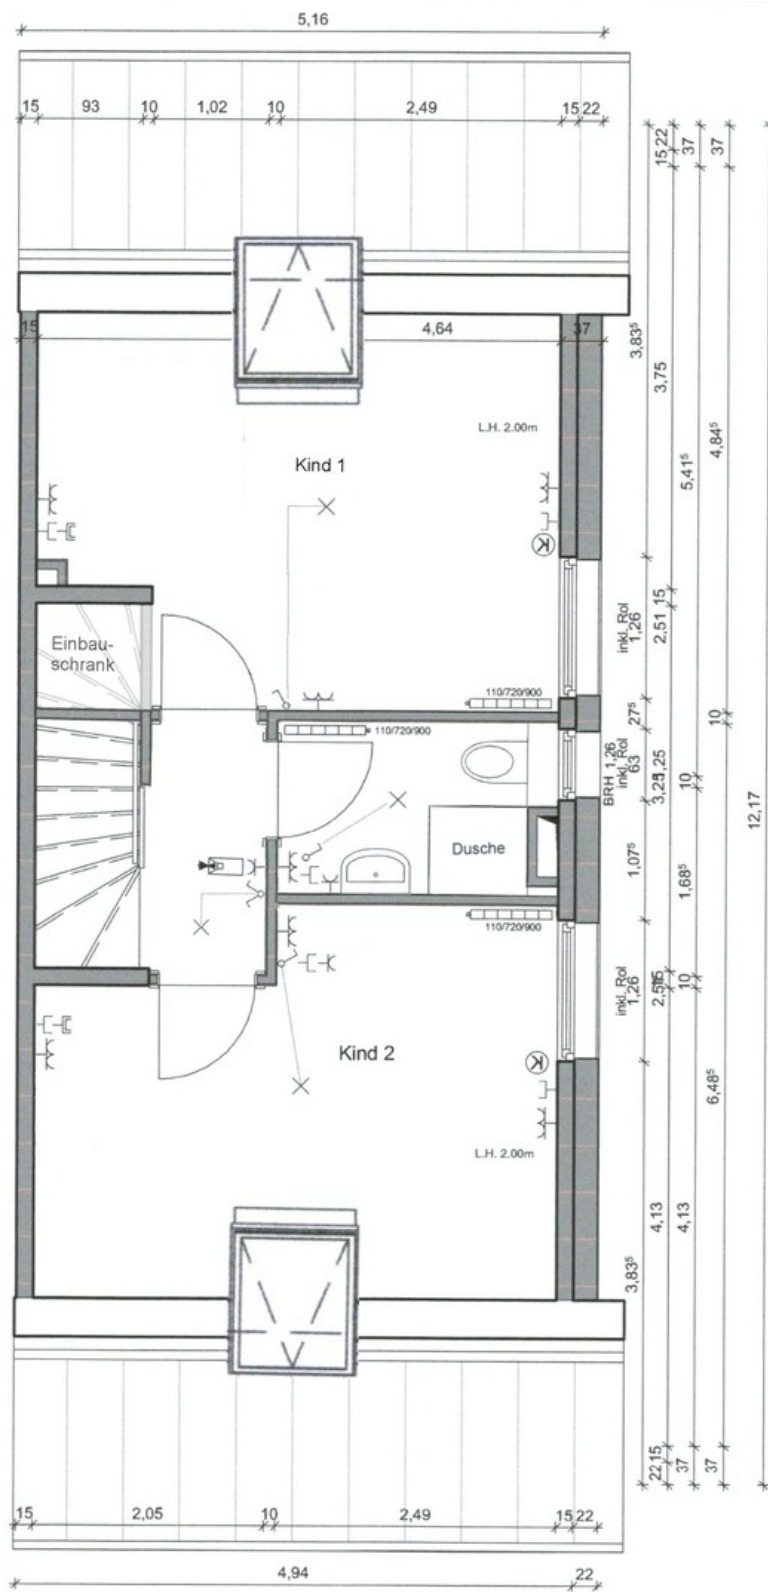 5,16
15 93 10 1,02 10 2,49 15 22
15 22
37
37
15 4,64 37
3,83⁵
3,75
4,84⁵
5,41⁵
L.H. 2.00m
Kind 1
Einbau-
schrank
inkl. Rol
1,26
2,51
15
110/720/900
27⁵
10
110/720/900
BRH 1,26
inkl. Rol
63
10
12,17
Dusche
1,07⁵
1,68⁵
110/720/900
inkl. Rol
1,26
10
Kind 2
6,48⁵
L.H. 2.00m
4,13
4,13
3,83⁵
22 15
37
37
15 2,05 10 2,49 15 22
4,94 22